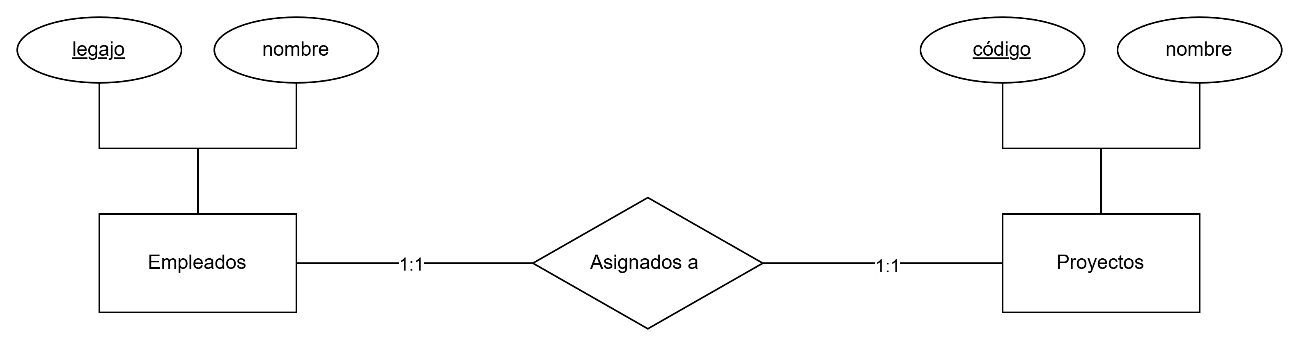 legajo
nombre
código
nombre
Empleados
1:1
Asignados a
1:1
Proyectos